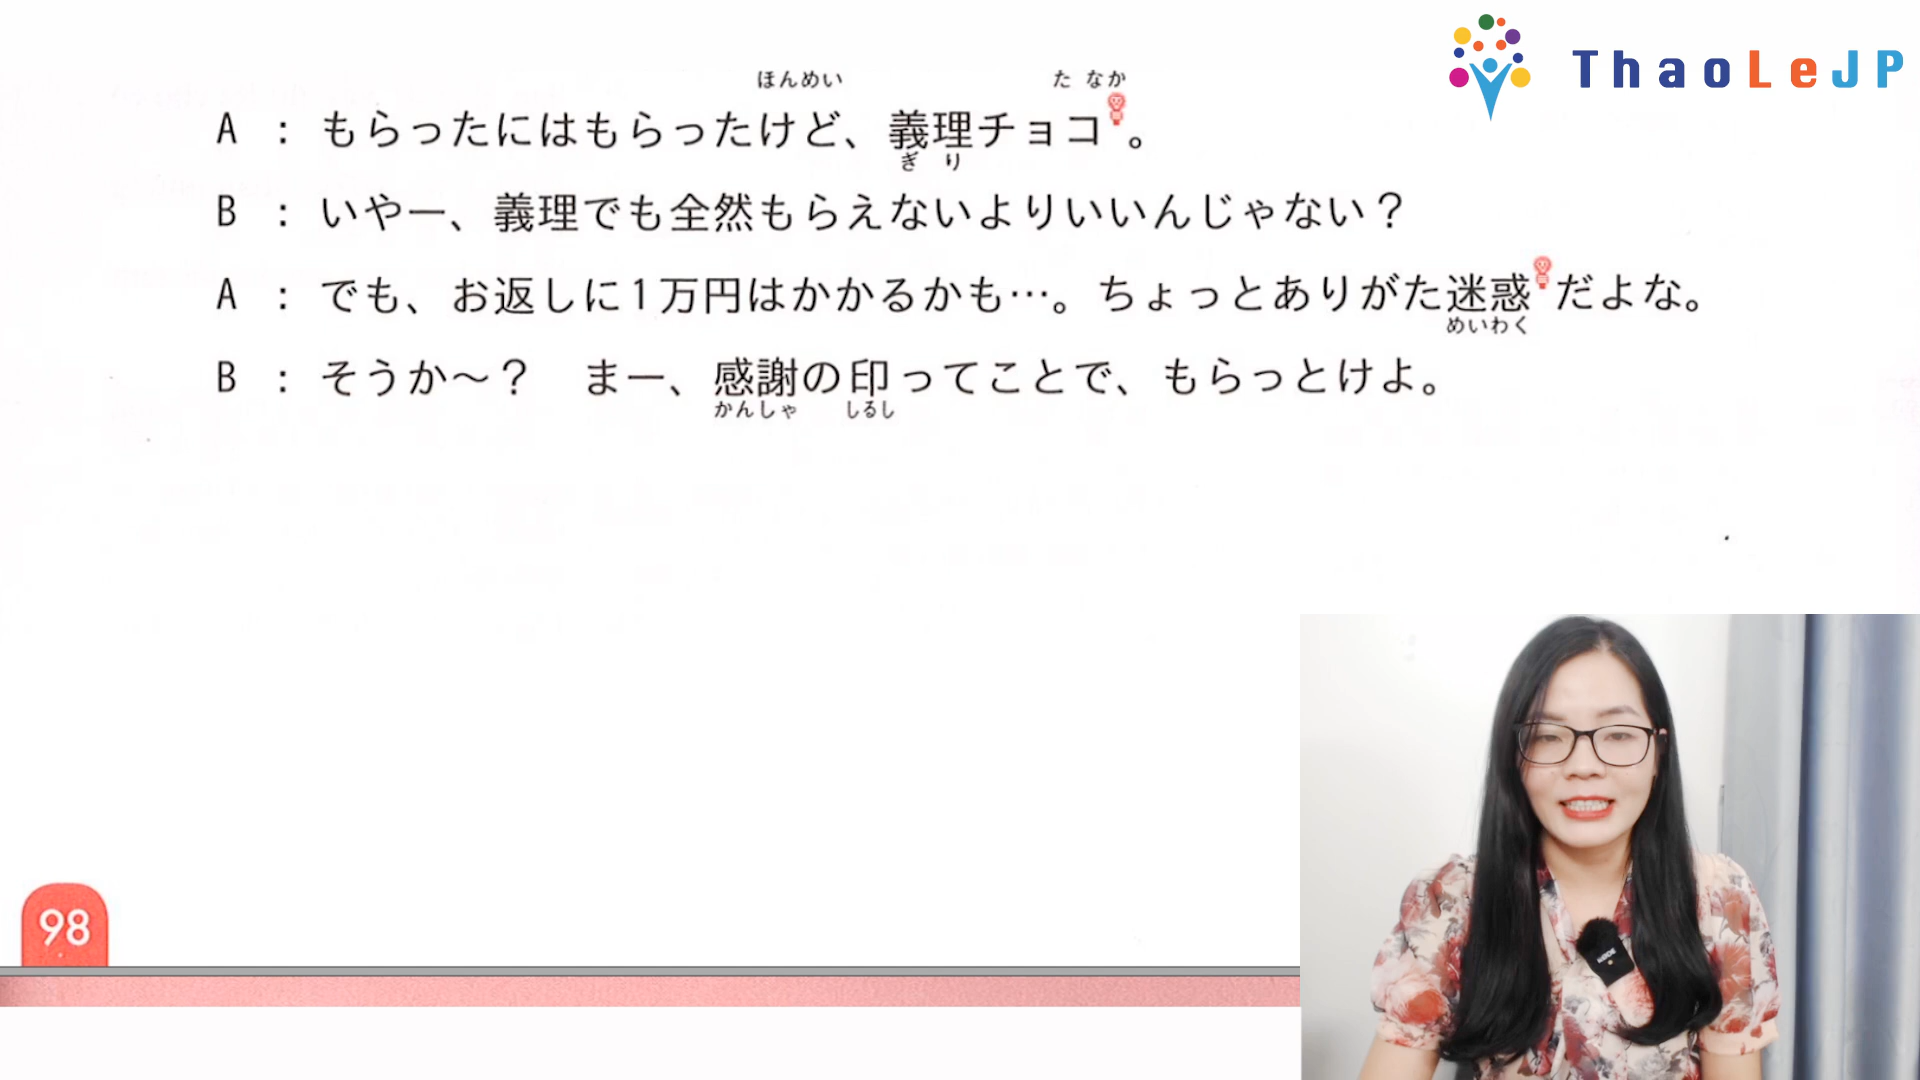 ThaoLeJP
ほんめい たなか
A : もらったにはもらったけど、義理チョコ。
ぎ り
B : いやー、義理でも全然もらえないよりいいんじゃない？
A : でも、お返しに1万円はかかるかも…。ちょっとありがた迷惑だよな。
めいわく
B : そうか～？ まー、感謝の印ってことで、もらっとけよ。
かんしゃ しるし
98